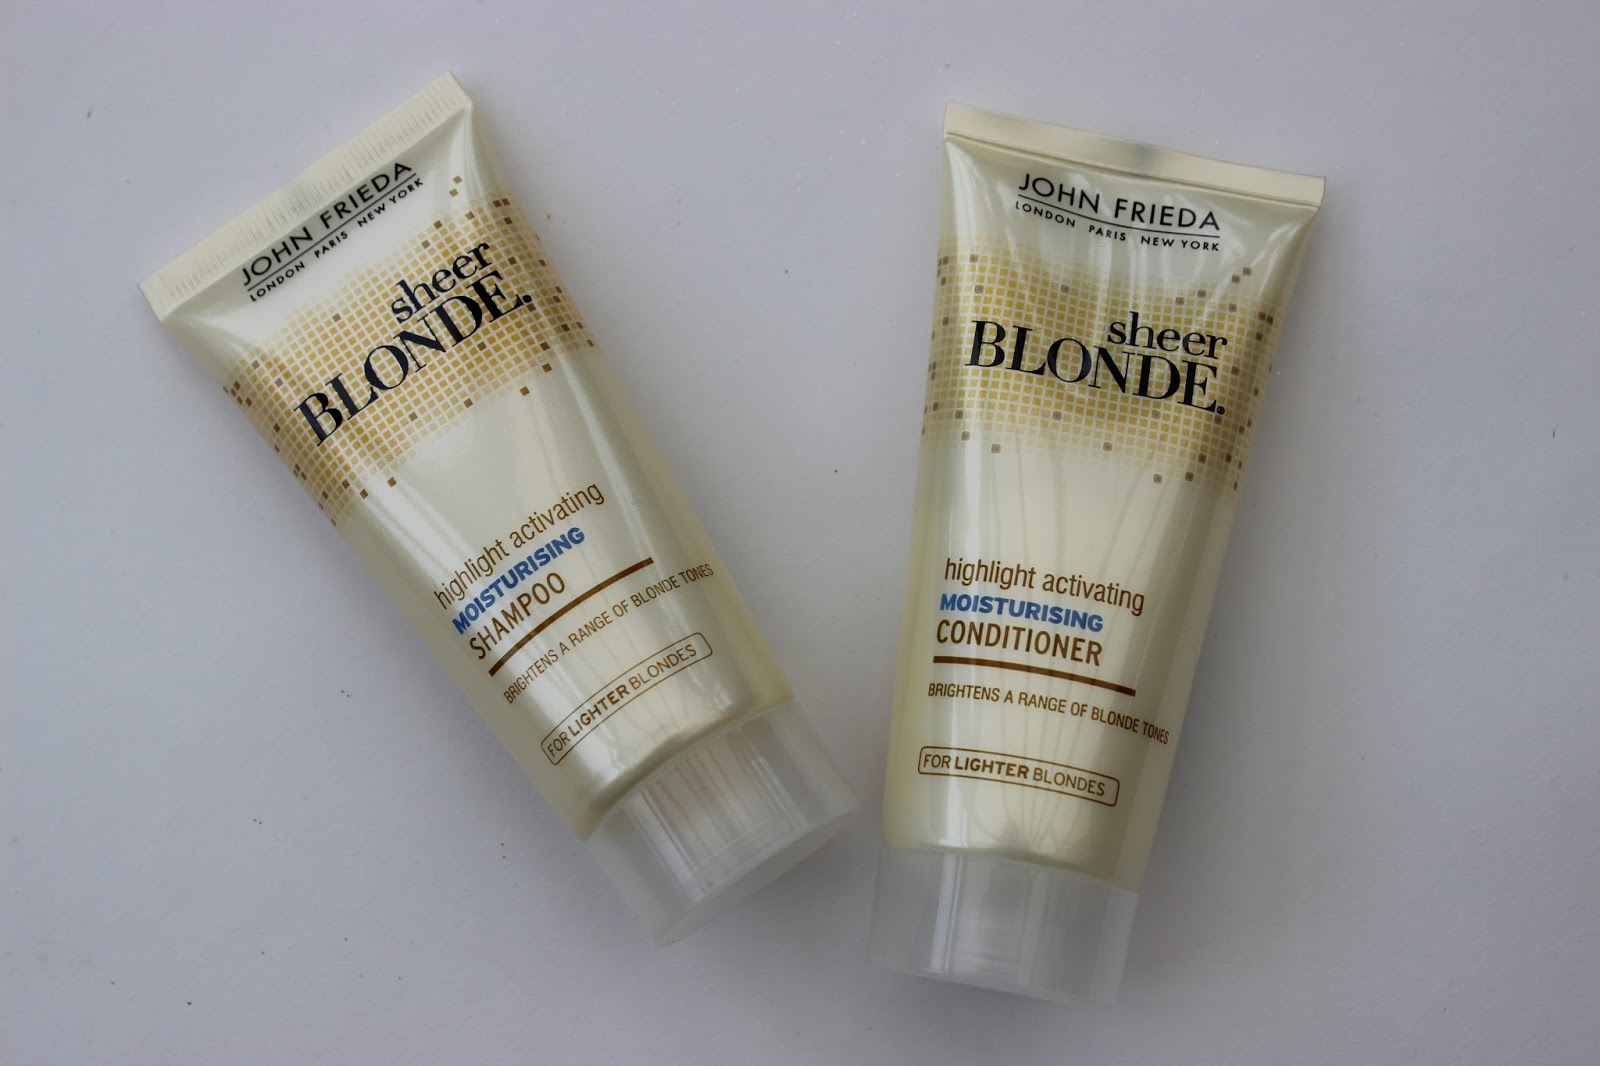 JOHN FRIEDA
LONDON PARIS NEW YORK
sheer
BLONDE.
highlight activating
MOISTURISING
SHAMPOO
BRIGHTENS A RANGE OF BLONDE TONES
FOR LIGHTER BLONDES
JOHN FRIEDA
LONDON PARIS NEW YORK
sheer
BLONDE.®
highlight activating
MOISTURISING
CONDITIONER
BRIGHTENS A RANGE OF BLONDE TONES
FOR LIGHTER BLONDES